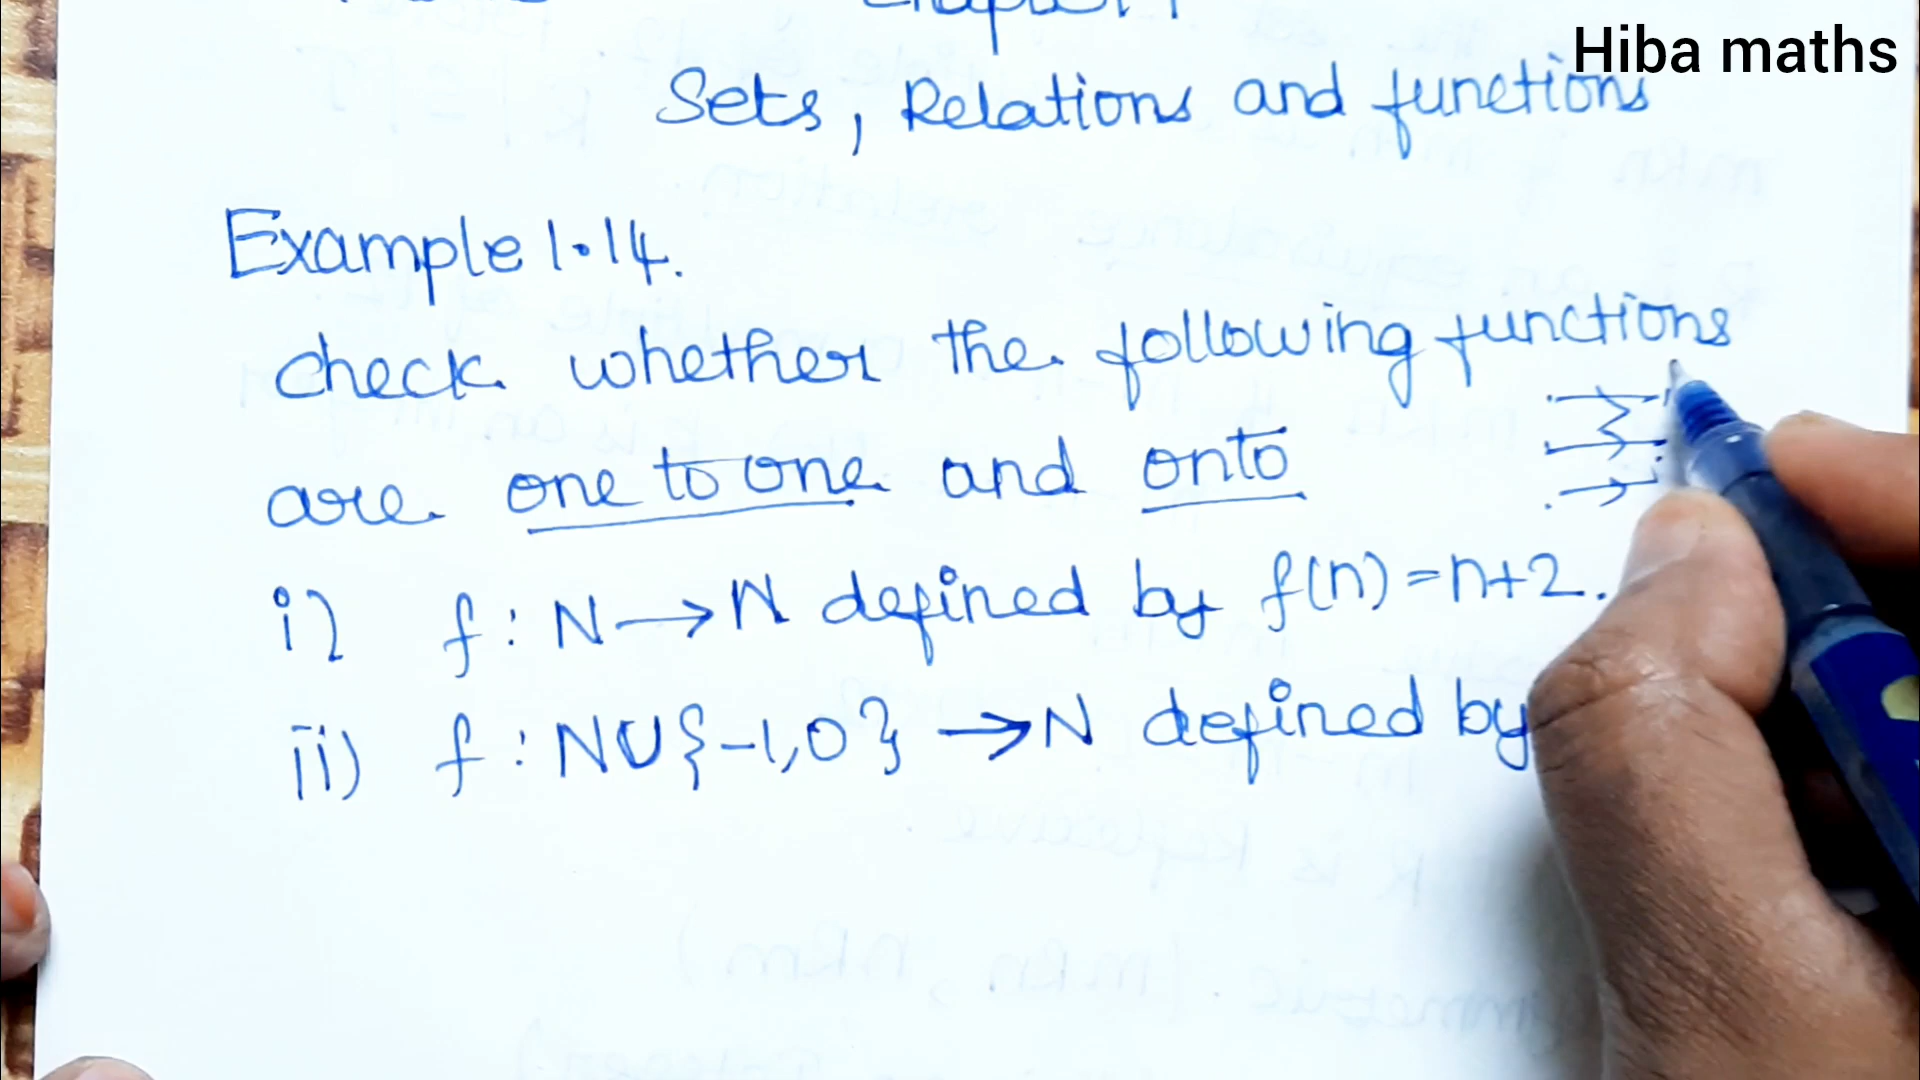 Hiba maths
Sets, Relations and functions
Example 1.14.
check whether the following functions
are one to one and onto
i) f : N → N defined by f(n) = n+2.
ii) f : N∪{-1,0} → N defined by